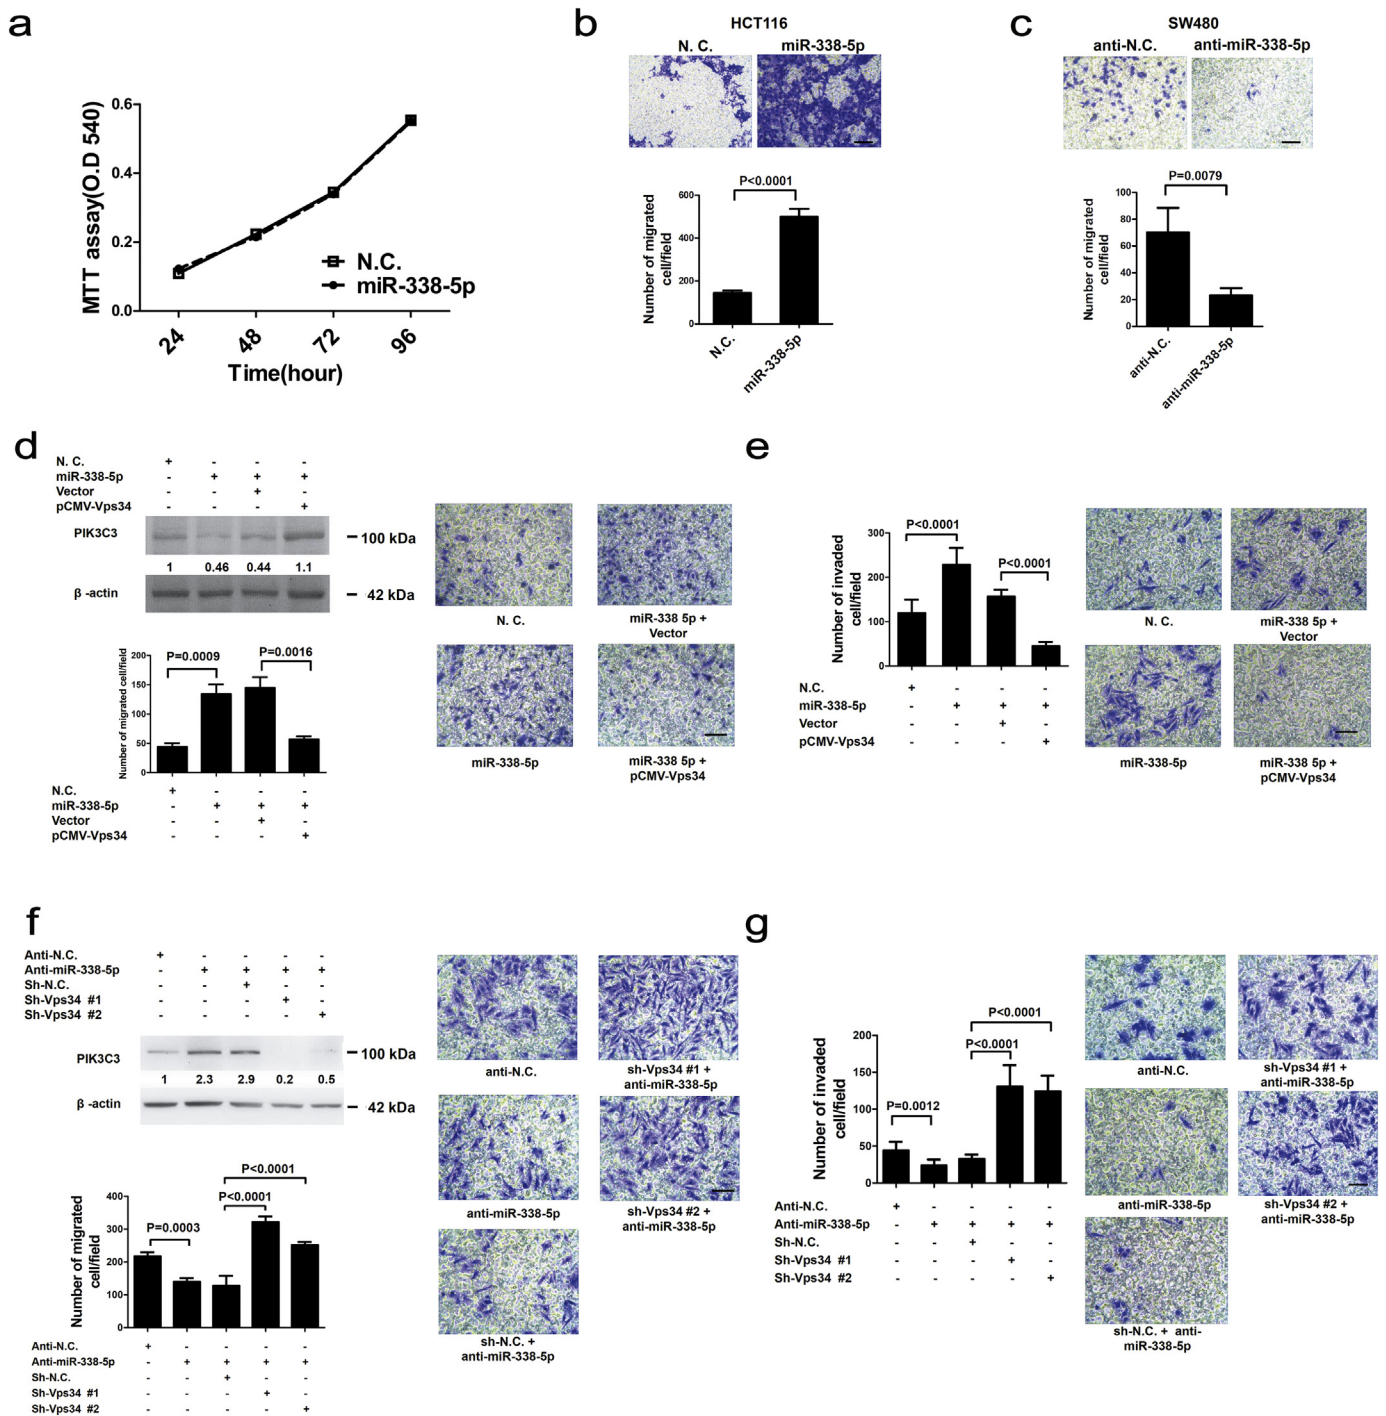 a
0.6
0.4
0.2
0.0
MTT assay(O.D 540)
N.C.
miR-338-5p
24
48
72
96
Time(hour)
b
HCT116
N. C.
miR-338-5p
P<0.0001
600
400
200
0
Number of migrated
cell/field
N.C.
miR-338-5p
c
SW480
anti-N.C.
anti-miR-338-5p
P=0.0079
100
80
60
40
20
0
Number of migrated
cell/field
anti-N.C.
anti-miR-338-5p
d
N. C. + - - -
miR-338-5p - + + +
Vector - - + -
pCMV-Vps34 - - - +
PIK3C3
– 100 kDa
1 0.46 0.44 1.1
β -actin
– 42 kDa
200
150
100
50
0
Number of migrated cell/field
P=0.0009
P=0.0016
N.C. + - - -
miR-338-5p - + + +
Vector - - + -
pCMV-Vps34 - - - +
N. C.
miR-338 5p +
Vector
miR-338-5p
miR-338 5p +
pCMV-Vps34
e
300
200
100
0
Number of invaded
cell/field
P<0.0001
P<0.0001
N.C. + - - -
miR-338-5p - + + +
Vector - - + -
pCMV-Vps34 - - - +
N. C.
miR-338 5p +
Vector
miR-338-5p
miR-338 5p +
pCMV-Vps34
f
Anti-N.C. + - - - -
Anti-miR-338-5p - + + + +
Sh-N.C. - - + - -
Sh-Vps34 #1 - - - + -
Sh-Vps34 #2 - - - - +
PIK3C3
– 100 kDa
1 2.3 2.9 0.2 0.5
β -actin
– 42 kDa
400
300
200
100
0
Number of migrated
cell/field
P=0.0003
P<0.0001
P<0.0001
Anti-N.C. + - - - -
Anti-miR-338-5p - + + + +
Sh-N.C. - - + - -
Sh-Vps34 #1 - - - + -
Sh-Vps34 #2 - - - - +
anti-N.C.
sh-Vps34 #1 +
anti-miR-338-5p
anti-miR-338-5p
sh-Vps34 #2 +
anti-miR-338-5p
sh-N.C. +
anti-miR-338-5p
g
200
150
100
50
0
Number of invaded
cell/field
P=0.0012
P<0.0001
P<0.0001
Anti-N.C. + - - - -
Anti-miR-338-5p - + + + +
Sh-N.C. - - + - -
Sh-Vps34 #1 - - - + -
Sh-Vps34 #2 - - - - +
anti-N.C.
sh-Vps34 #1 +
anti-miR-338-5p
anti-miR-338-5p
sh-Vps34 #2 +
anti-miR-338-5p
sh-N.C. + anti-
miR-338-5p